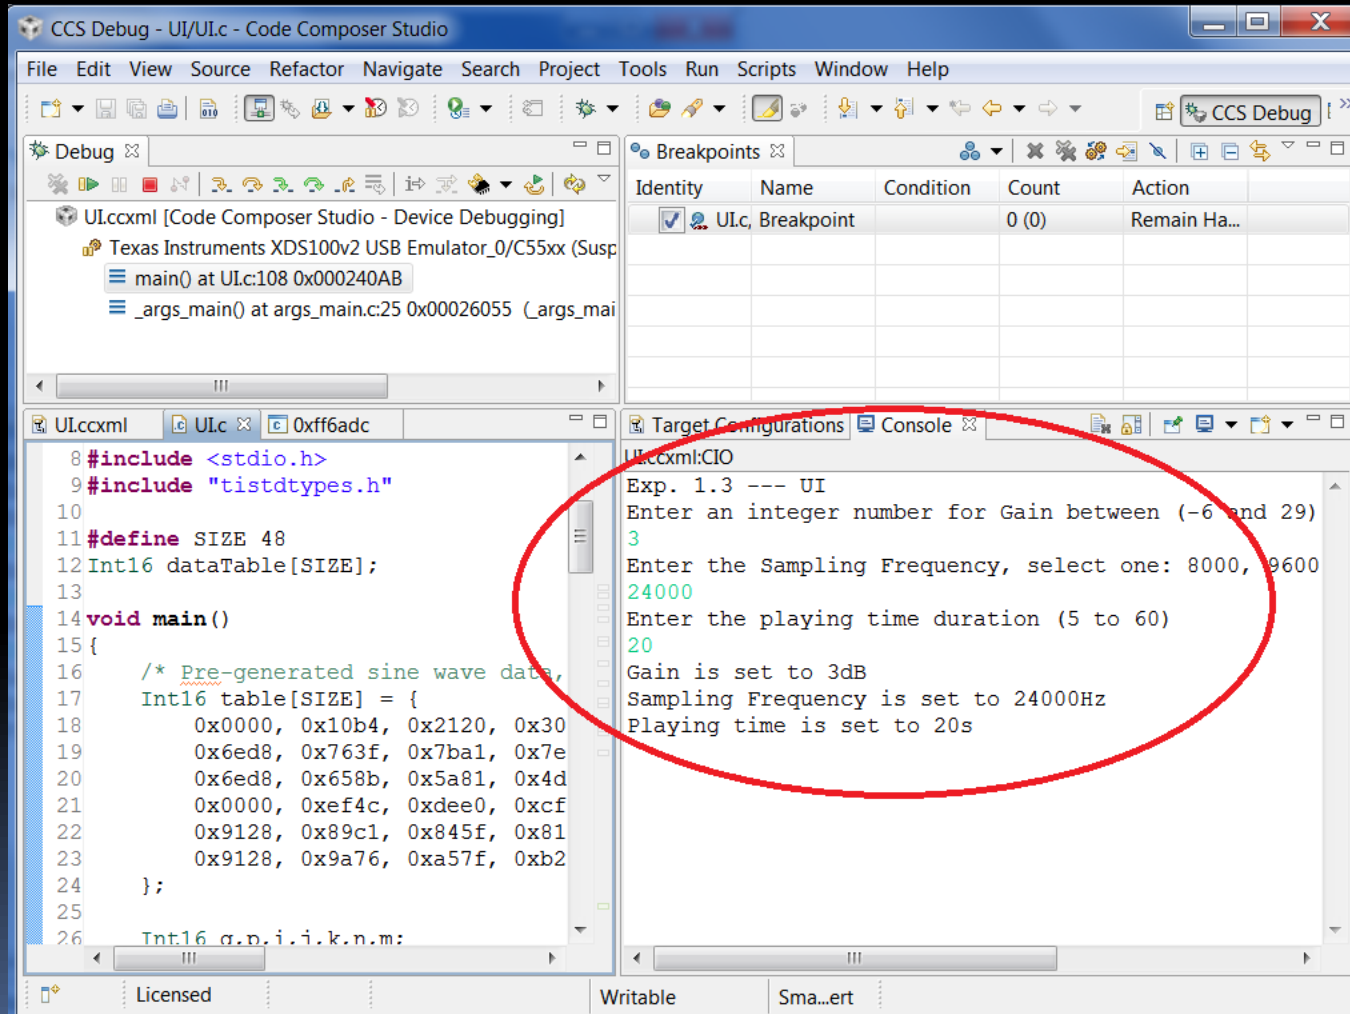 CCS Debug - UI/UI.c - Code Composer Studio
File Edit View Source Refactor Navigate Search Project Tools Run Scripts Window Help
CCS Debug
Debug
UI.ccxml [Code Composer Studio - Device Debugging]
Texas Instruments XDS100v2 USB Emulator_0/C55xx (Susp
main() at UI.c:108 0x000240AB
_args_main() at args_main.c:25 0x00026055 (_args_mai
Breakpoints
Identity Name Condition Count Action
UI.c, Breakpoint 0 (0) Remain Ha...
UI.ccxml UI.c 0xff6adc
8 #include <stdio.h>
9 #include "tistdtypes.h"
10
11 #define SIZE 48
12 Int16 dataTable[SIZE];
13
14 void main()
15 {
16 /* Pre-generated sine wave data,
17 Int16 table[SIZE] = {
18 0x0000, 0x10b4, 0x2120, 0x30
19 0x6ed8, 0x763f, 0x7ba1, 0x7e
20 0x6ed8, 0x658b, 0x5a81, 0x4d
21 0x0000, 0xef4c, 0xdee0, 0xcf
22 0x9128, 0x89c1, 0x845f, 0x81
23 0x9128, 0x9a76, 0xa57f, 0xb2
24 };
25
26 Int16 g,p,i,j,k,n,m;
Target Configurations Console
UI.ccxml:CIO
Exp. 1.3 --- UI
Enter an integer number for Gain between (-6 and 29)
3
Enter the Sampling Frequency, select one: 8000, 9600
24000
Enter the playing time duration (5 to 60)
20
Gain is set to 3dB
Sampling Frequency is set to 24000Hz
Playing time is set to 20s
Licensed Writable Sma...ert